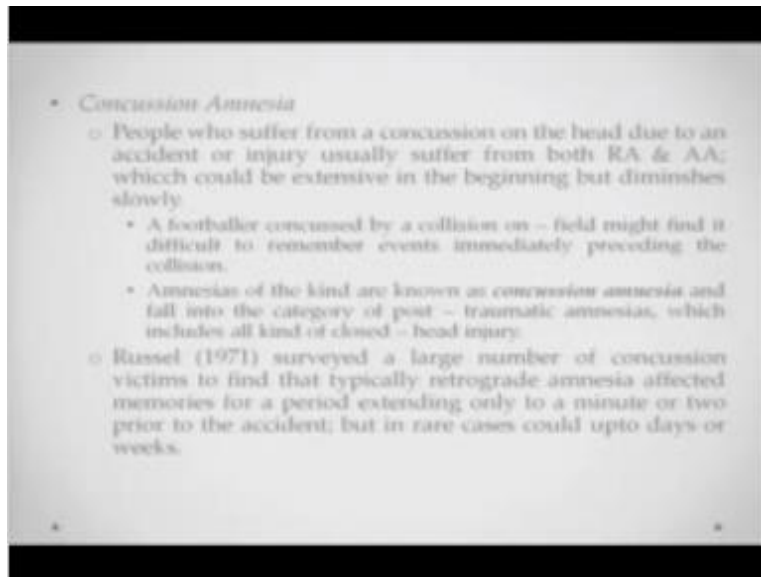 • Concussion Amnesia
o People who suffer from a concussion on the head due to an
accident or injury usually suffer from both RA & AA;
whicch could be extensive in the beginning but diminshes
slowly.
• A footballer concussed by a collision on – field might find it
difficult to remember events immediately preceding the
collision.
• Amnesias of the kind are known as concussion amnesia and
fall into the category of post – traumatic amnesias, which
includes all kind of closed – head injury.
o Russel (1971) surveyed a large number of concussion
victims to find that typically retrograde amnesia affected
memories for a period extending only to a minute or two
prior to the accident; but in rare cases could upto days or
weeks.